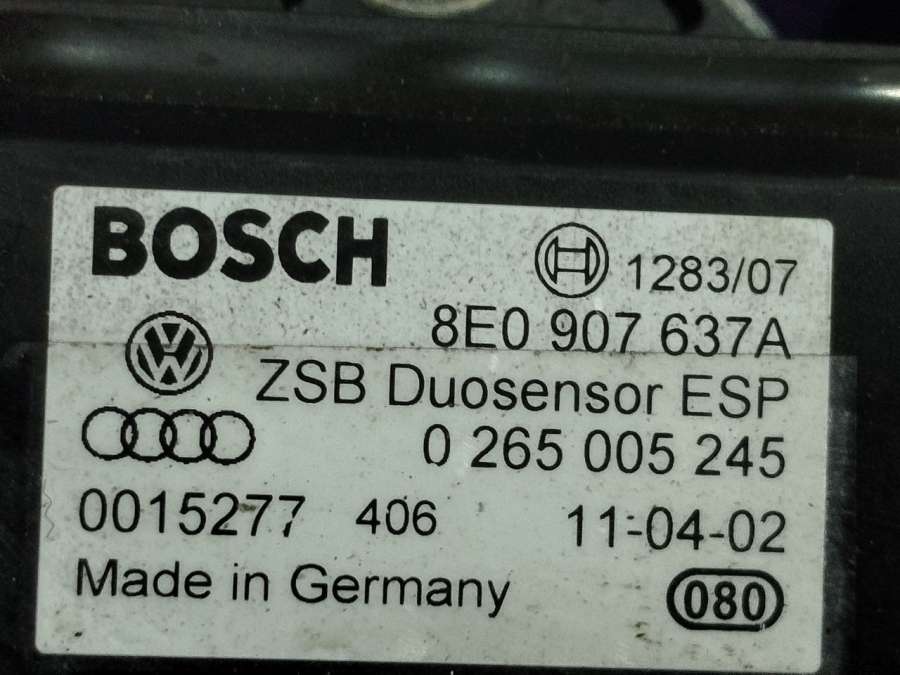 BOSCH
1283/07
8E0 907 637A
ZSB Duosensor ESP
0 265 005 245
0015277 406 11-04-02
Made in Germany 080